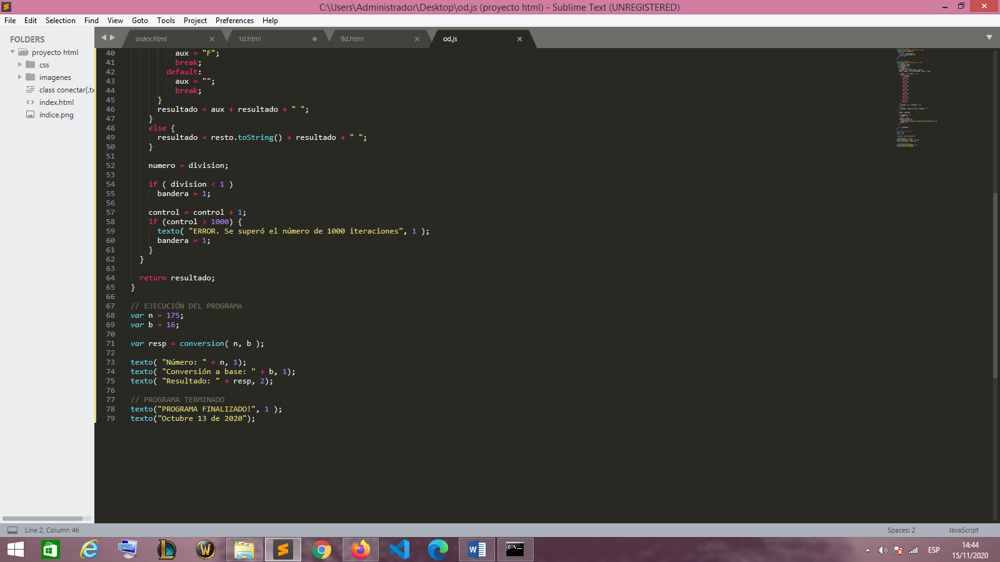 C:\Users\Administrador\Desktop\od.js (proyecto html) - Sublime Text (UNREGISTERED)
File Edit Selection Find View Goto Tools Project Preferences Help
FOLDERS
proyecto html
css
imagenes
class conectar{.tx
index.html
índice.png
index.html
1d.html
9d.html
od.js
40 aux = "F";
41 break;
42 default:
43 aux = "";
44 break;
45 }
46 resultado = aux + resultado + " ";
47 }
48 else {
49 resultado = resto.toString() + resultado + " ";
50 }
51
52 numero = division;
53
54 if ( division < 1 )
55 bandera = 1;
56
57 control = control + 1;
58 if (control > 1000) {
59 texto( "ERROR. Se superó el número de 1000 iteraciones", 1 );
60 bandera = 1;
61 }
62 }
63
64 return resultado;
65 }
66
67 // EJECUCIÓN DEL PROGRAMA
68 var n = 175;
69 var b = 16;
70
71 var resp = conversion( n, b );
72
73 texto( "Número: " + n, 1);
74 texto( "Conversión a base: " + b, 1);
75 texto( "Resultado: " + resp, 2);
76
77 // PROGRAMA TERMINADO
78 texto("PROGRAMA FINALIZADO!", 1 );
79 texto("Octubre 13 de 2020");
Line 2, Column 46
Spaces: 2
JavaScript
ESP
14:44
15/11/2020